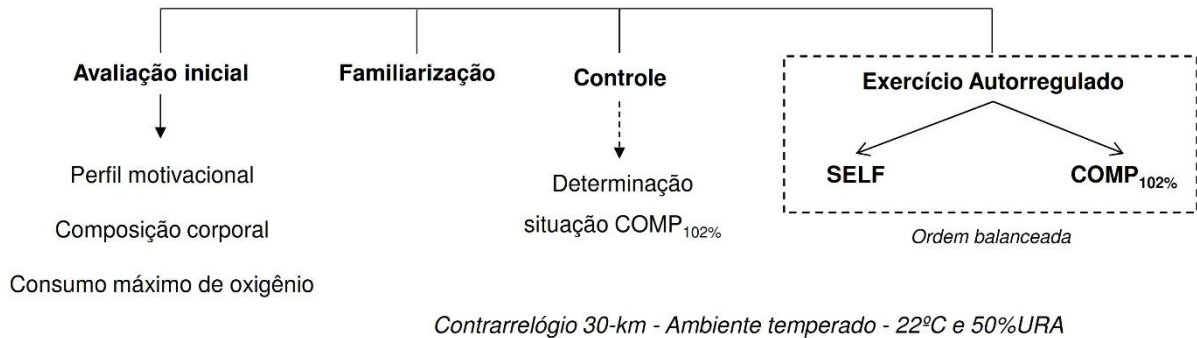 Avaliação inicial
Perfil motivacional
Composição corporal
Consumo máximo de oxigênio
Familiarização
Controle
Determinação
situação COMP102%
Exercício Autorregulado
SELF
COMP102%
Ordem balanceada
Contrarrelógio 30-km - Ambiente temperado - 22ºC e 50%URA